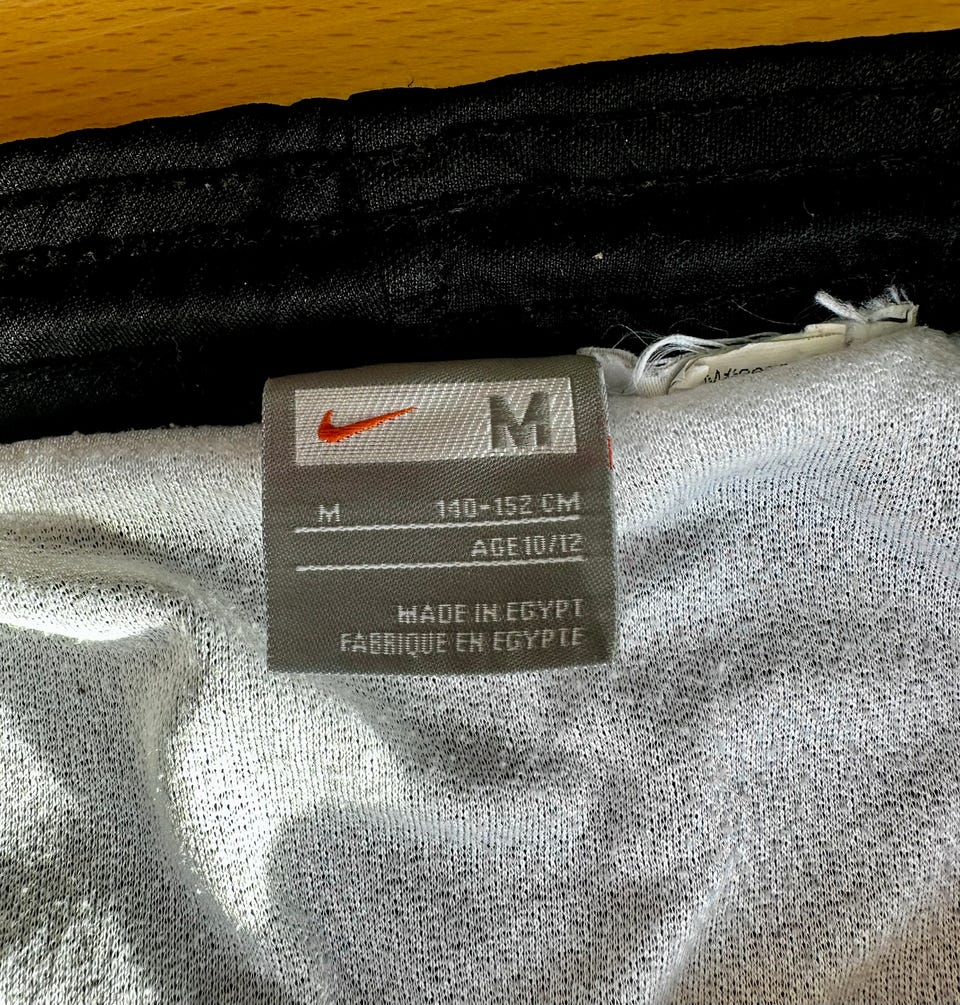 M
M 140-152 CM
AGE 10/12
MADE IN EGYPT
FABRIQUE EN EGYPTE